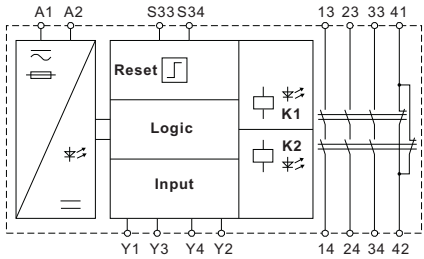 A1 A2 S33 S34 13 23 33 41
Reset
K1
Logic
K2
Input
Y1 Y3 Y4 Y2 14 24 34 42